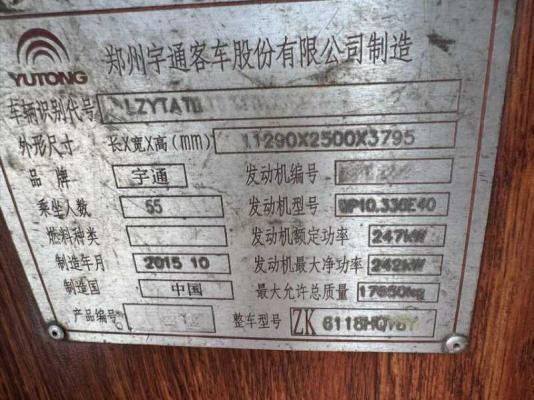 YUTONG 郑州宇通客车股份有限公司制造
车辆识别代号 LZYTATD
外形尺寸 长X宽X高(mm) 11290X2500X3795
品牌 宇通 发动机编号
乘坐人数 55 发动机型号 WP10.336E40
燃料种类 发动机额定功率 247kW
制造年月 2015 10 发动机最大净功率 242kW
制造国 中国 最大允许总质量 kg
产品编号 整车型号 ZK